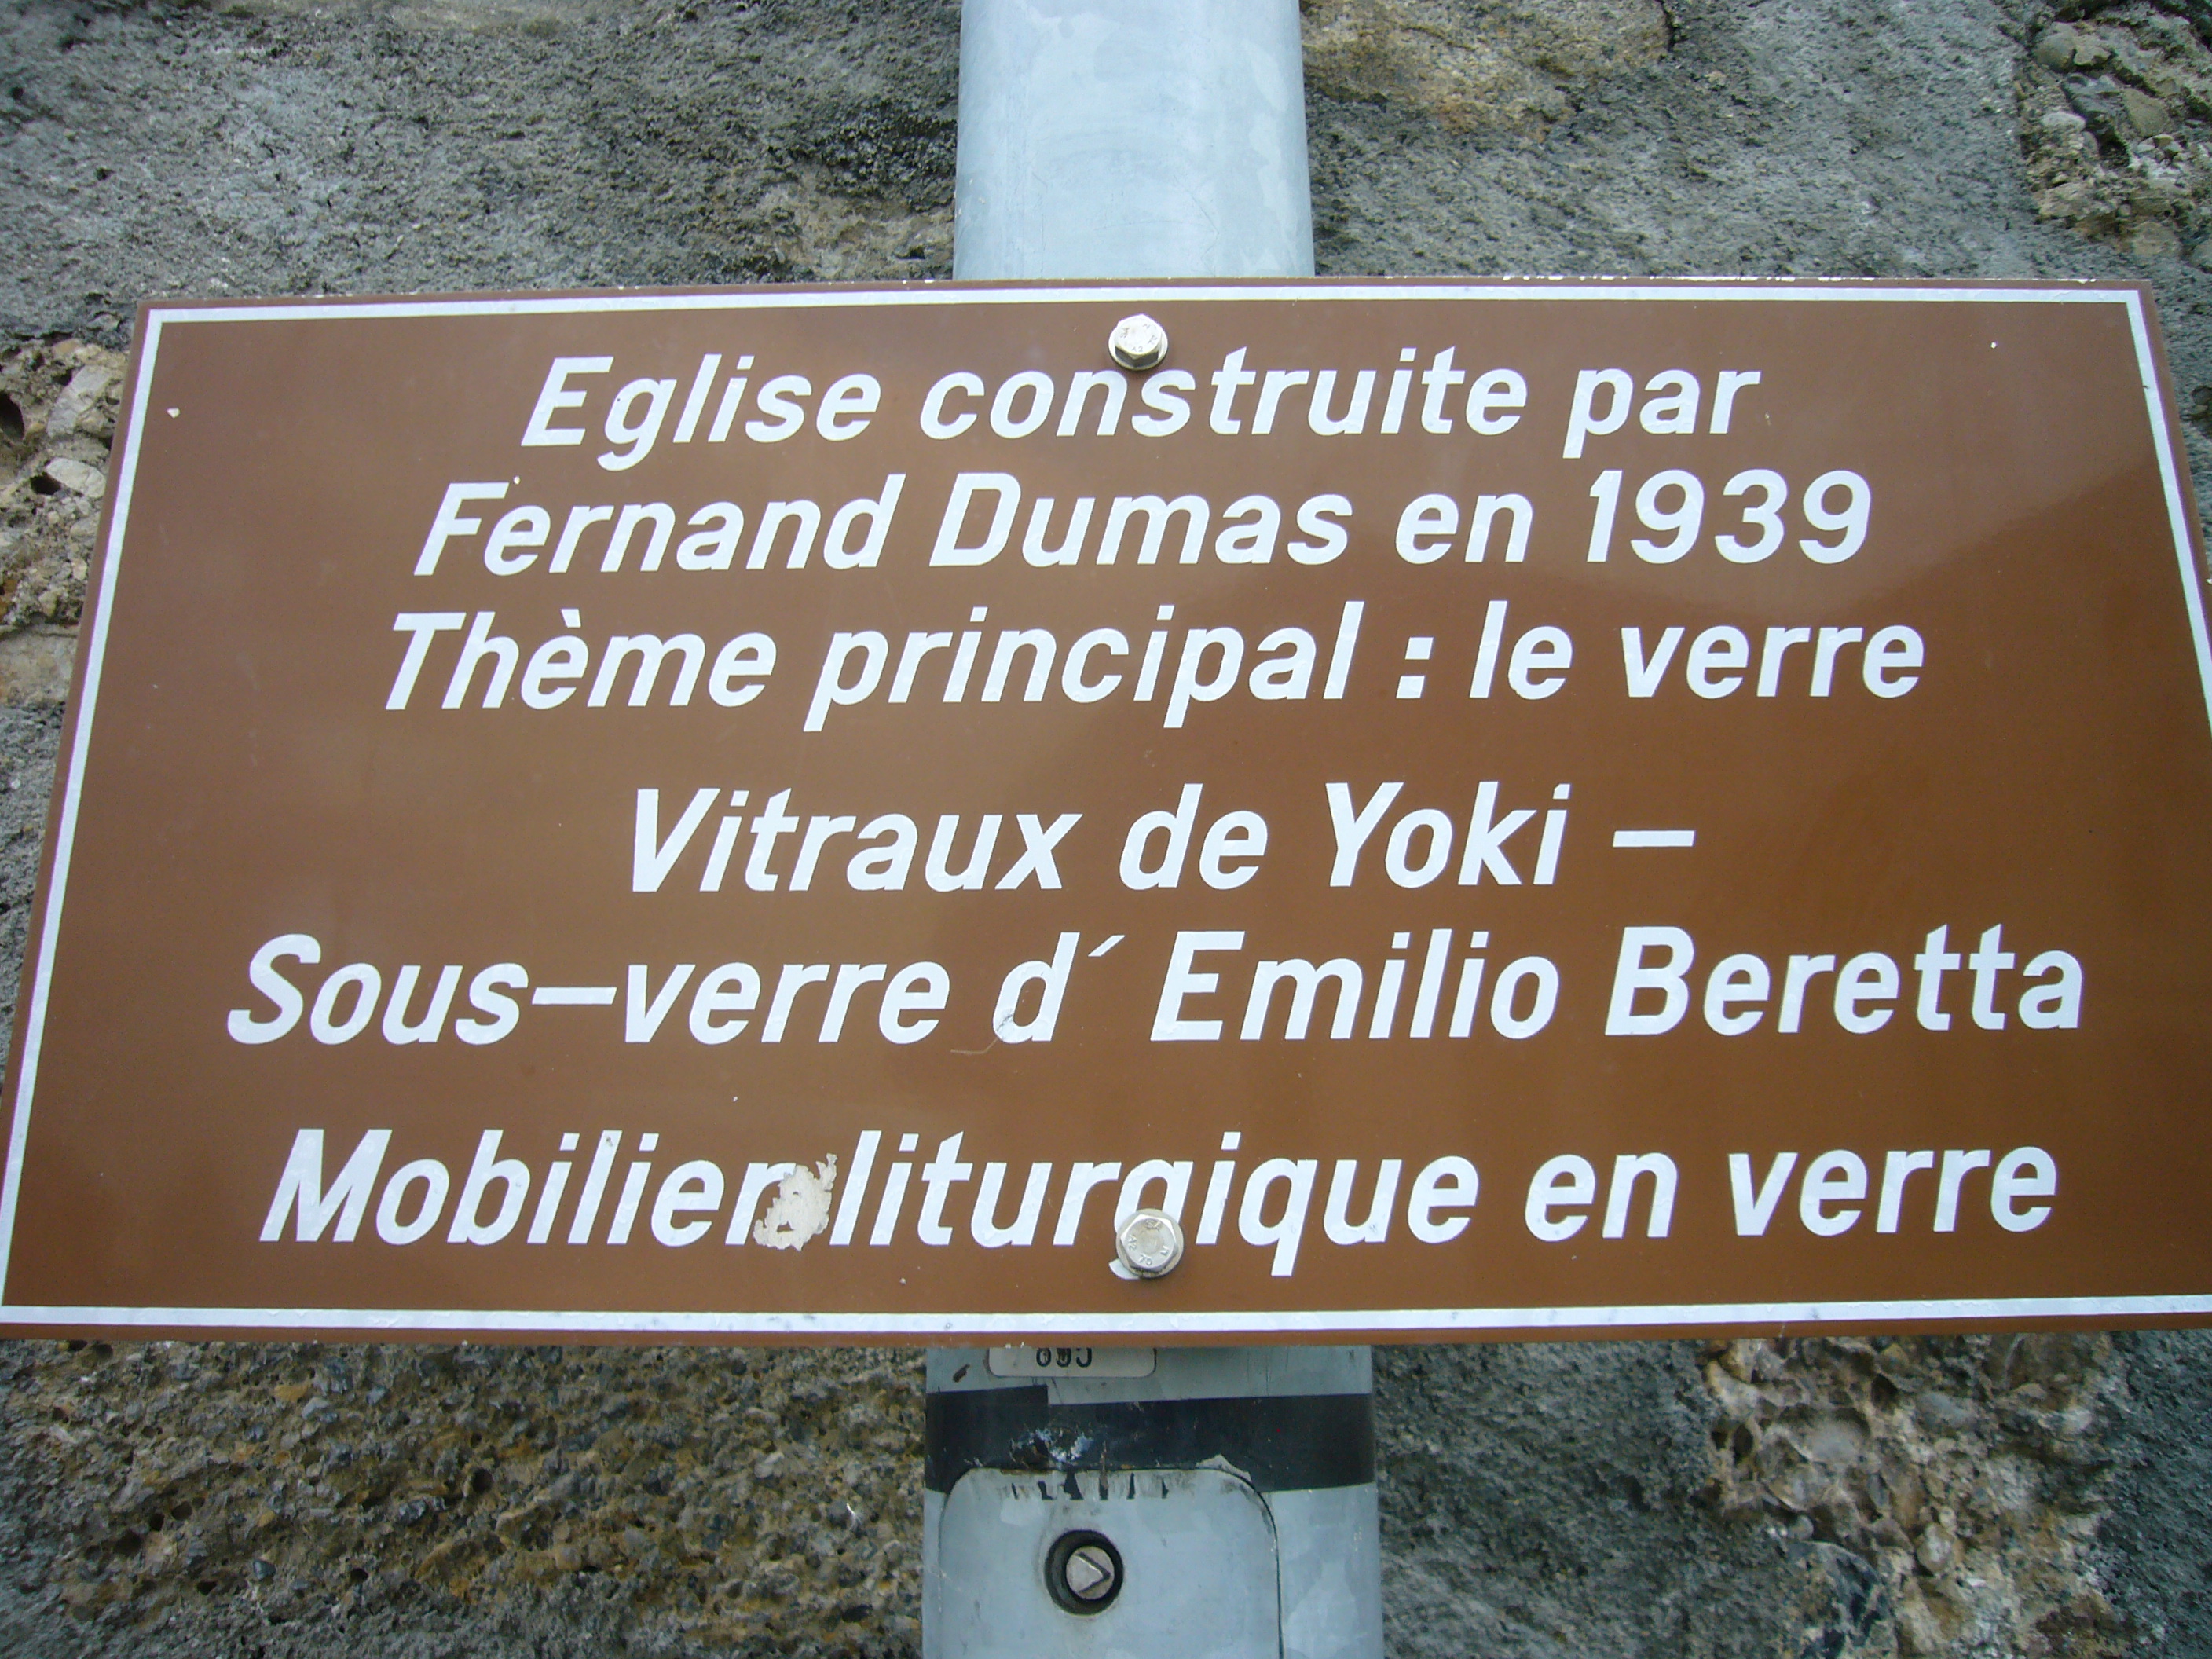 Eglise construite par
Fernand Dumas en 1939
Thème principal : le verre
Vitraux de Yoki –
Sous–verre d´ Emilio Beretta
Mobilier liturgique en verre